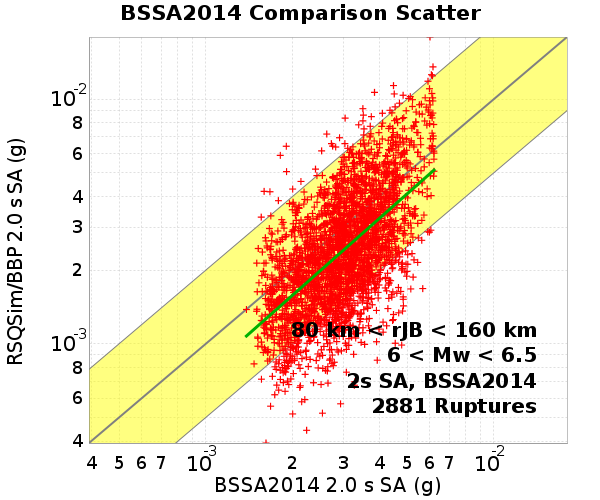 BSSA2014 Comparison Scatter
RSQSim/BBP 2.0 s SA (g)
10⁻²
8
6
4
3
2
10⁻³
8
6
4
80 km < rJB < 160 km
6 < Mw < 6.5
2s SA, BSSA2014
2881 Ruptures
4 5 6 7 10⁻³ 2 3 4 5 6 7 10⁻²
BSSA2014 2.0 s SA (g)